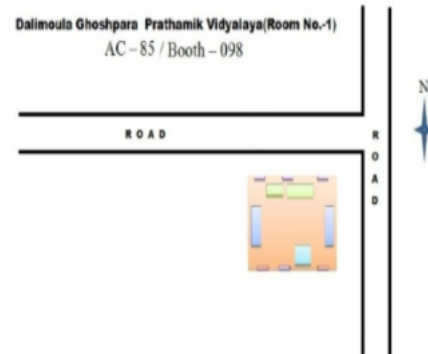 Dalimoula Ghoshpara Prathamik Vidyalaya(Room No.-1)
AC – 85 / Booth – 098
N
ROAD
ROAD